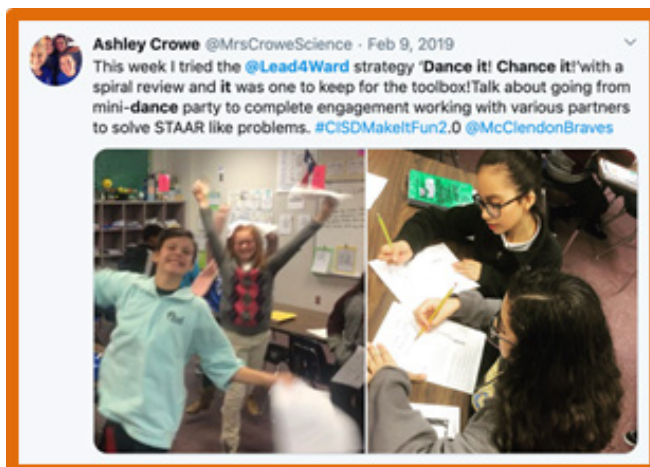 Ashley Crowe @MrsCroweScience · Feb 9, 2019
This week I tried the @Lead4Ward strategy 'Dance it! Chance it!'with a
spiral review and it was one to keep for the toolbox!Talk about going from
mini-dance party to complete engagement working with various partners
to solve STAAR like problems. #CISDMakeItFun2.0 @McClendonBraves